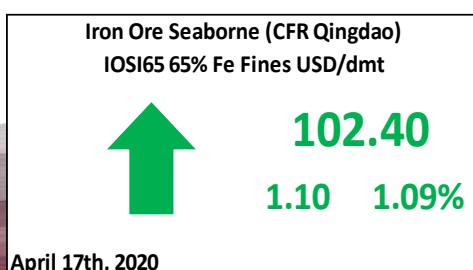 Iron Ore Seaborne (CFR Qingdao)
IOSI65 65% Fe Fines USD/dmt
102.40
1.10 1.09%
April 17th, 2020